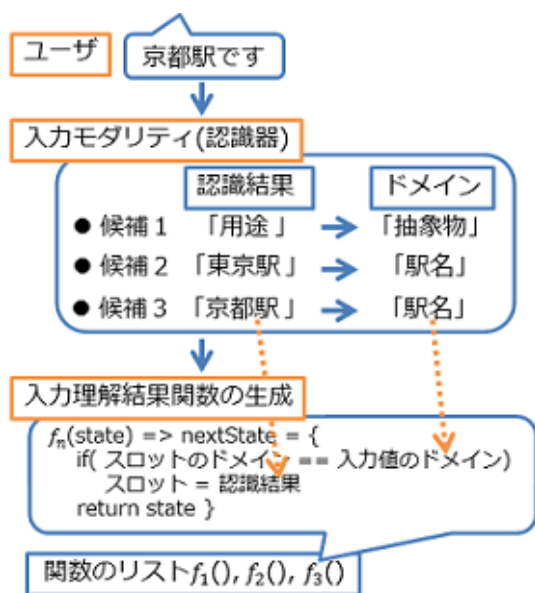 ユーザ
京都駅です
入力モダリティ(認識器)
認識結果 ドメイン
● 候補1 「用途」 「抽象物」
● 候補2 「東京駅」 「駅名」
● 候補3 「京都駅」 「駅名」
入力理解結果関数の生成
fn(state) => nextState = {
if( スロットのドメイン == 入力値のドメイン)
スロット = 認識結果
return state }
関数のリストf1(), f2(), f3()